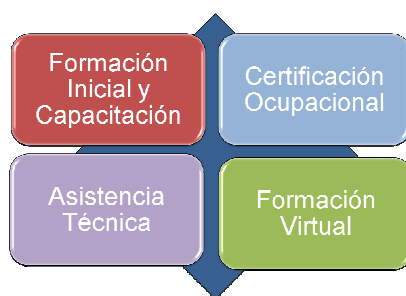 Formación
Inicial y
Capacitación
Certificación
Ocupacional
Asistencia
Técnica
Formación
Virtual